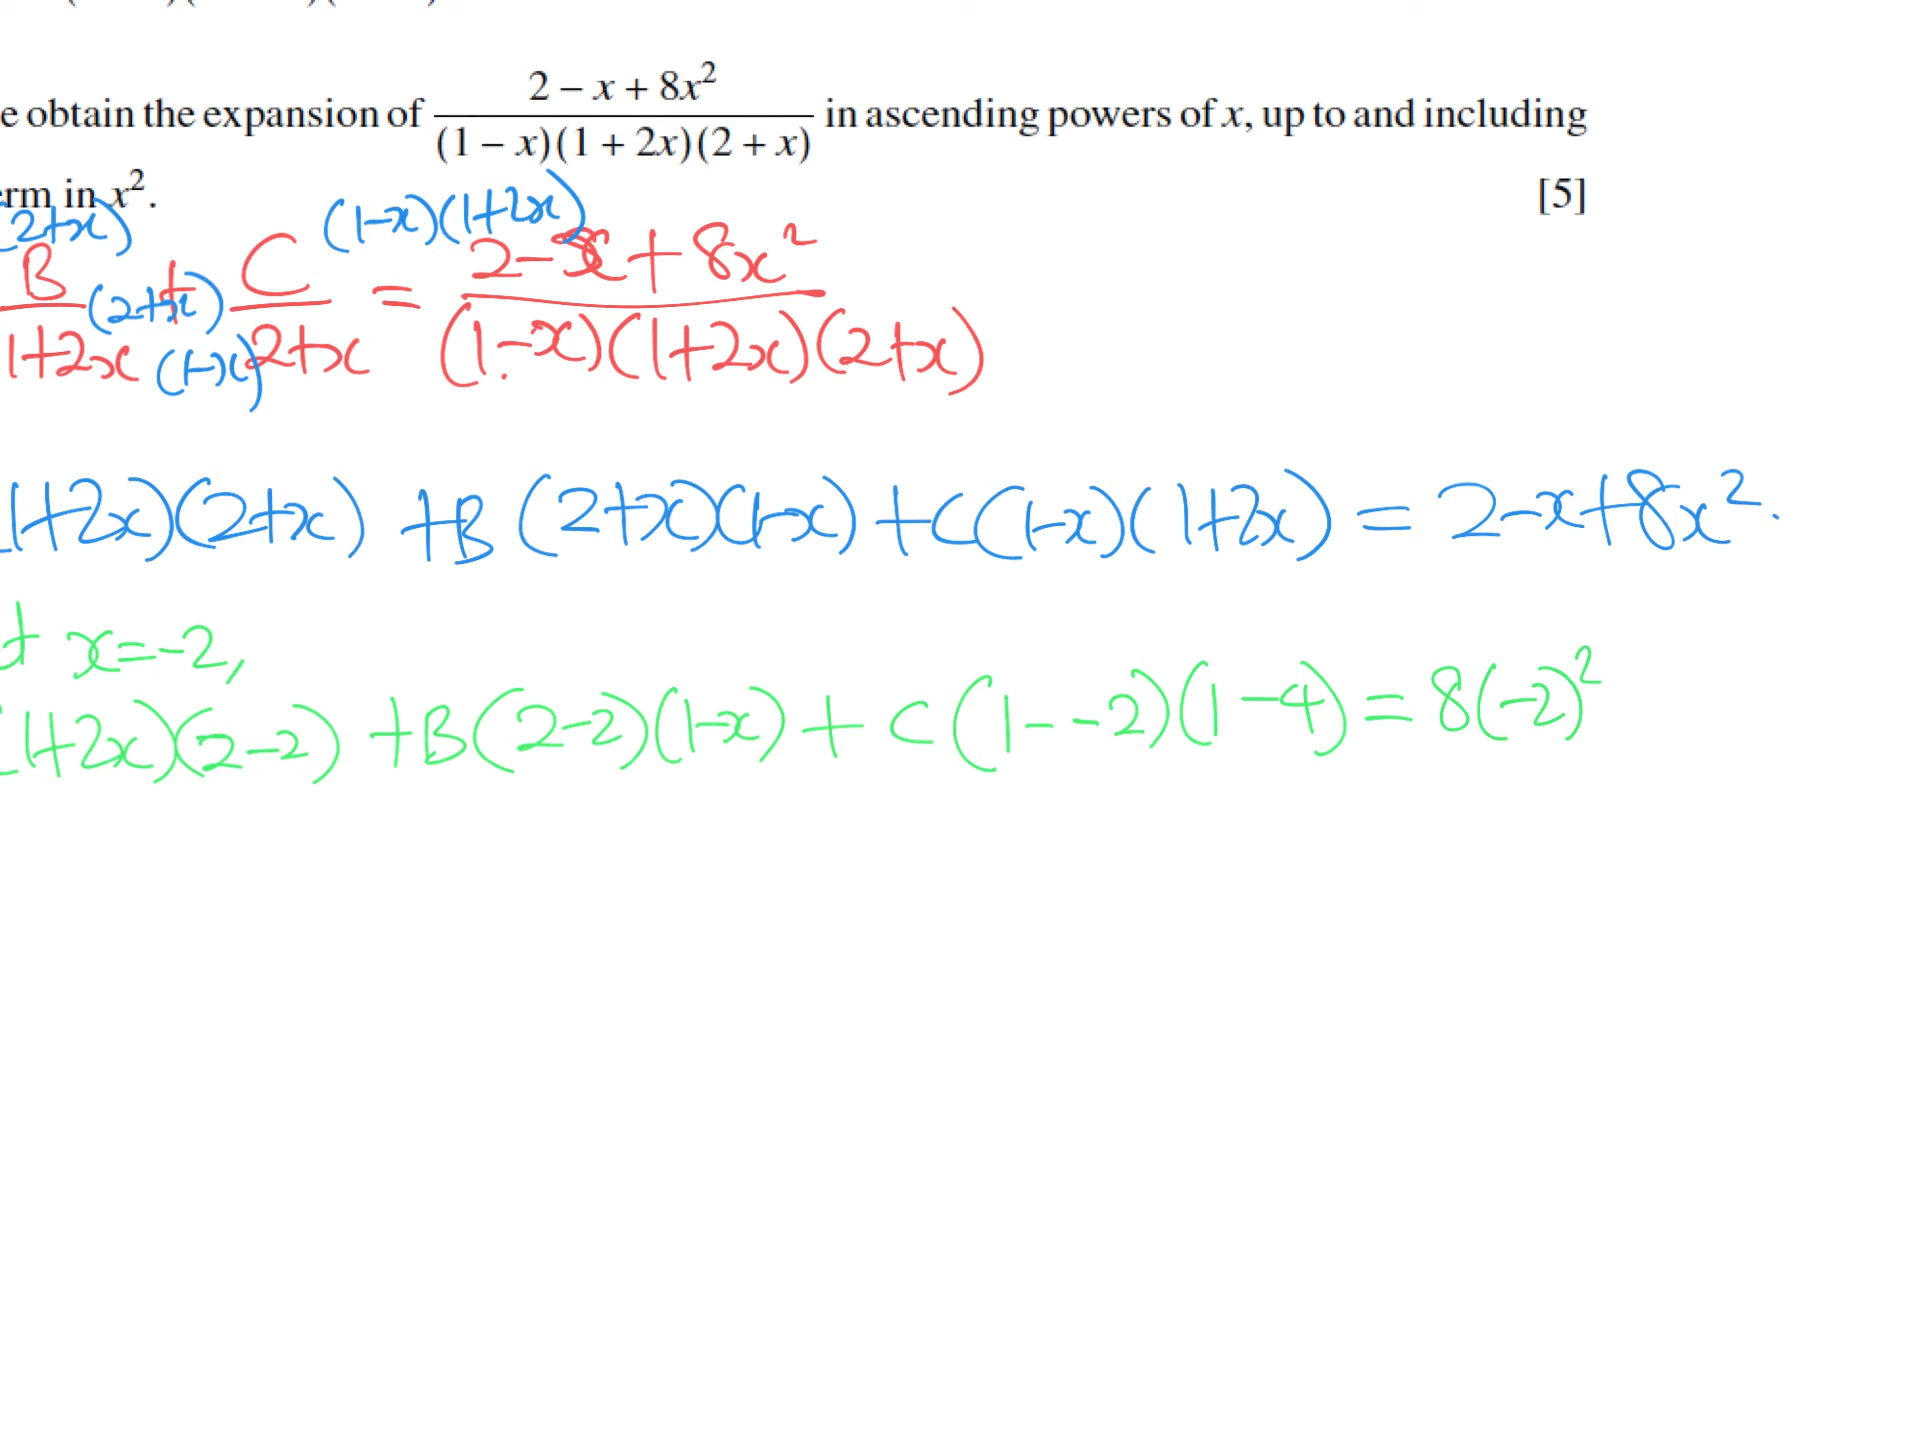 e obtain the expansion of (2 − x + 8x²)/((1 − x)(1 + 2x)(2 + x)) in ascending powers of x, up to and including
erm in x². [5]
2+x) (1-x)(1+2x)
B/(1+2x) (2+x)(1-x) + C/(2+x) = (2-x+8x²)/((1-x)(1+2x)(2+x))
(1+2x)(2+x) +B(2+x)(1-x) +C(1-x)(1+2x) = 2-x+8x².
x=-2,
(1+2x)(2-2) +B(2-2)(1-x) + C(1--2)(1-4) = 8(-2)²